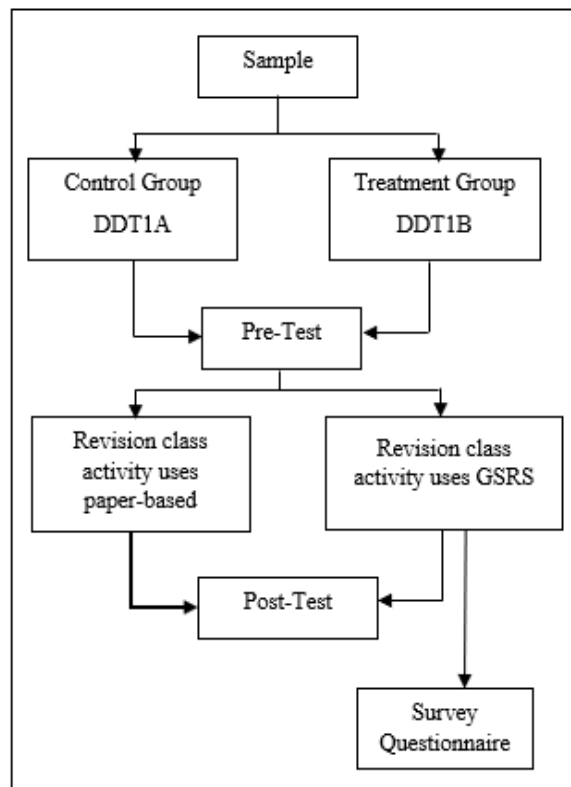 Sample
Control Group
DDT1A
Treatment Group
DDT1B
Pre-Test
Revision class
activity uses
paper-based
Revision class
activity uses GSRS
Post-Test
Survey
Questionnaire